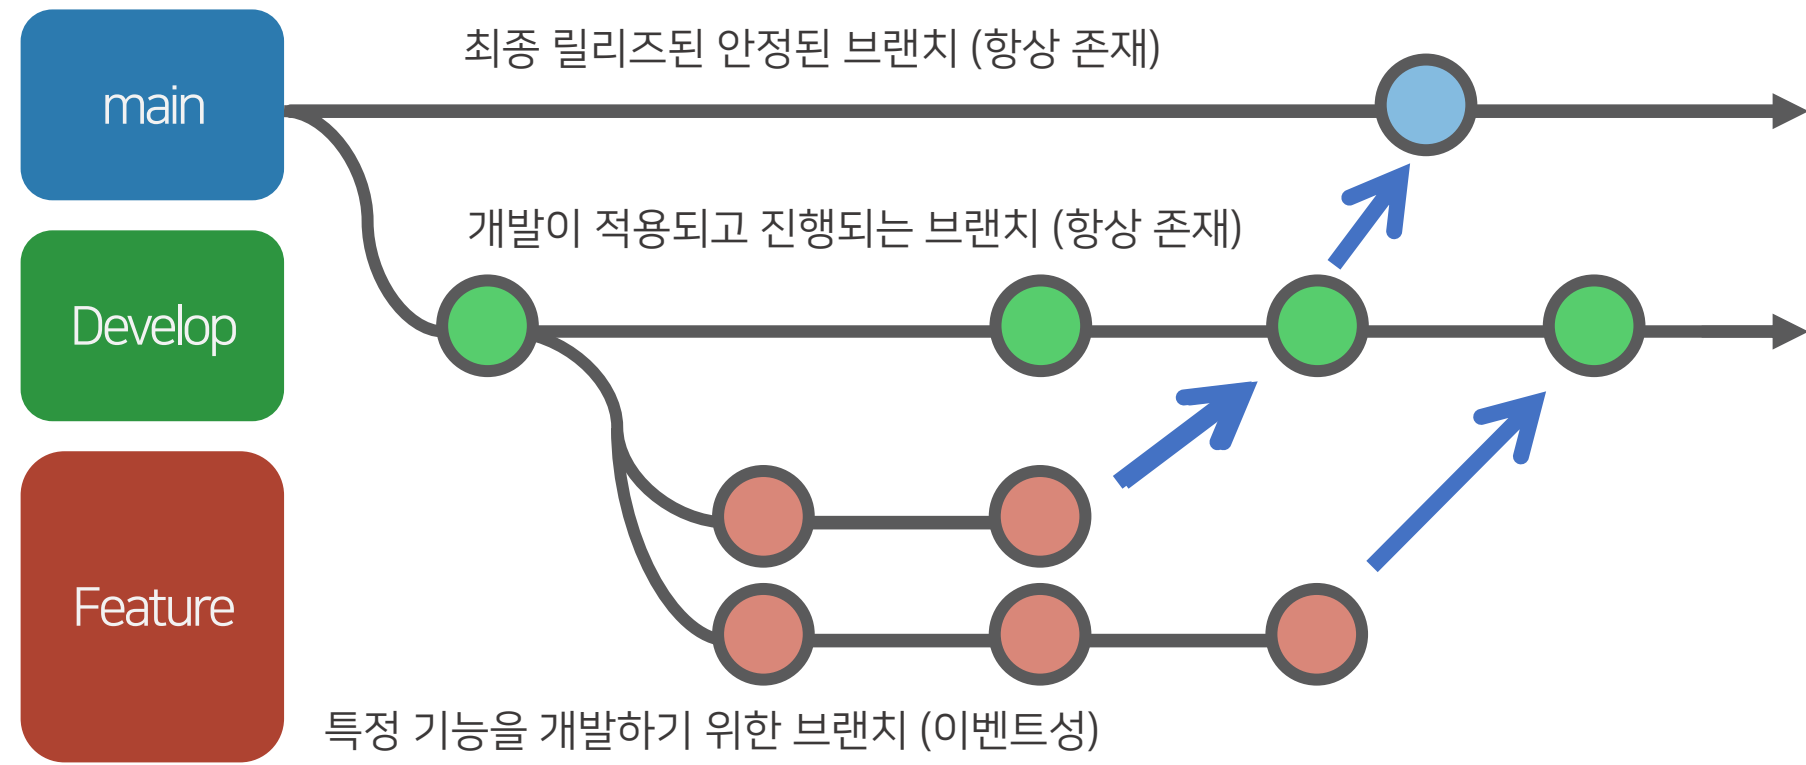 최종 릴리즈된 안정된 브랜치 (항상 존재)
main
개발이 적용되고 진행되는 브랜치 (항상 존재)
Develop
Feature
특정 기능을 개발하기 위한 브랜치 (이벤트성)